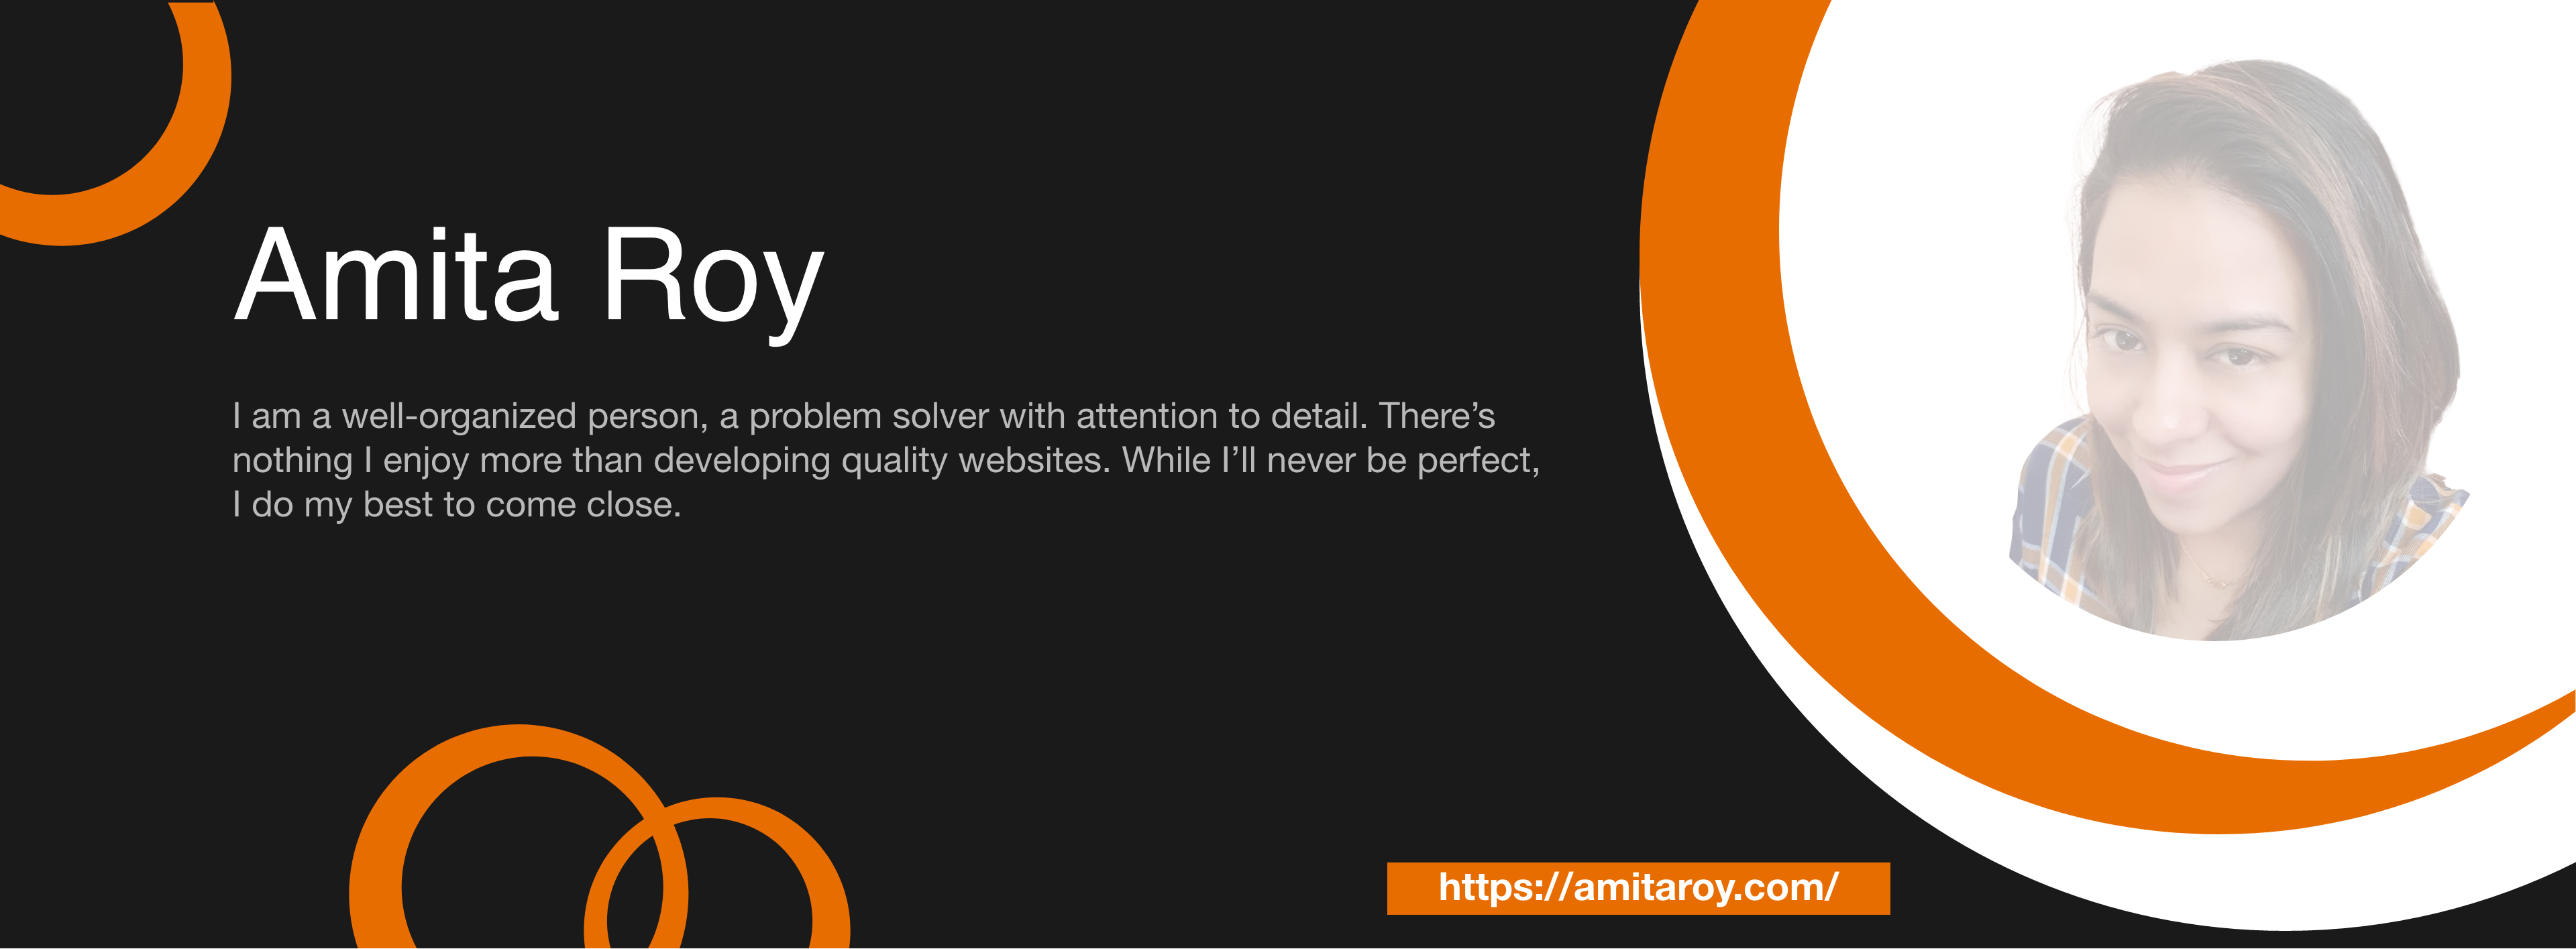 Amita Roy
I am a well-organized person, a problem solver with attention to detail. There’s
nothing I enjoy more than developing quality websites. While I’ll never be perfect,
I do my best to come close.
https://amitaroy.com/